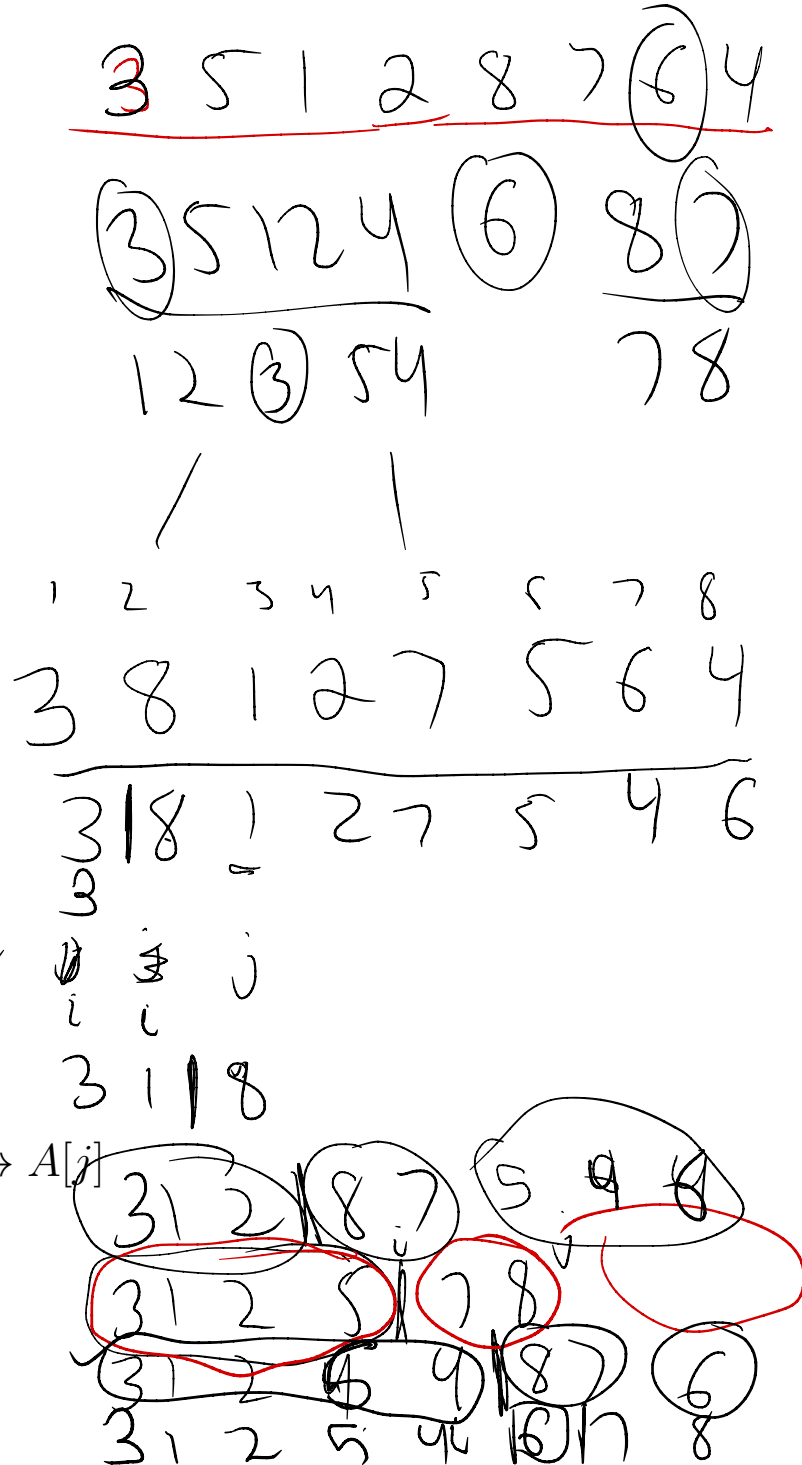 3 5 1 2 8 7 6 4
3 5 1 2 4 6 8 7
1 2 3 5 4 7 8
1 2 3 4 5 6 7 8
3 8 1 2 7 5 6 4
3 | 8 1 2 7 5 4 6
3
j
i i
3 1 | 8
→ A[j]
3 1 2 | 8 7 5 4 6
j
3 1 2 5 | 7 8
3 1 2 5 4 | 8 7 6
3 1 2 5 4 | 6 | 7 8